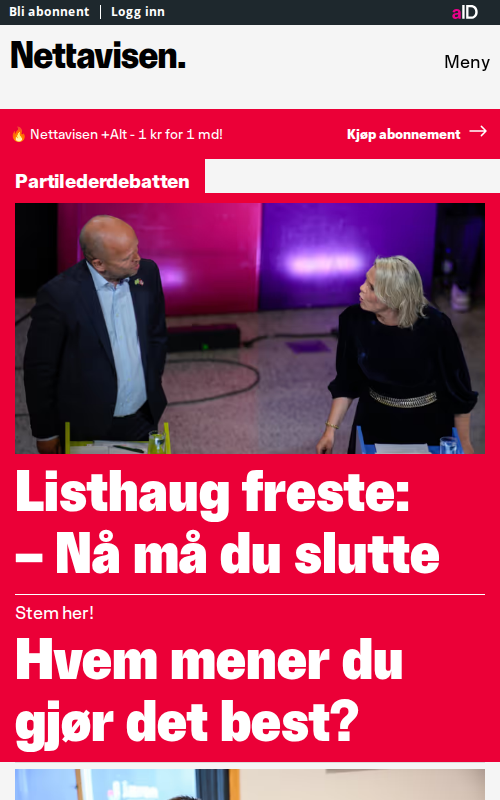 Bli abonnent
Logg inn
aID
Nettavisen.
Meny
🔥 Nettavisen +Alt - 1 kr for 1 md!
Kjøp abonnement →
Partilederdebatten
Listhaug freste:
– Nå må du slutte
Stem her!
Hvem mener du
gjør det best?